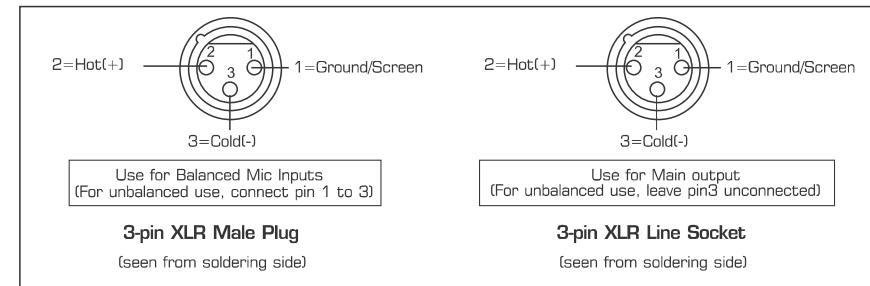 2 1
2=Hot(+) 1=Ground/Screen
3
3=Cold(-)
Use for Balanced Mic Inputs
(For unbalanced use, connect pin 1 to 3)
3-pin XLR Male Plug
(seen from soldering side)
2 1
2=Hot(+) 1=Ground/Screen
3
3=Cold(-)
Use for Main output
(For unbalanced use, leave pin3 unconnected)
3-pin XLR Line Socket
(seen from soldering side)